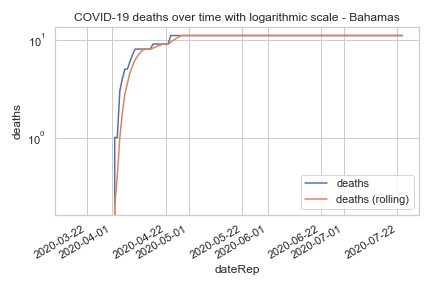 COVID-19 deaths over time with logarithmic scale - Bahamas
10¹
10⁰
deaths
deaths
deaths (rolling)
2020-03-22
2020-04-01
2020-04-22
2020-05-01
2020-05-22
2020-06-01
2020-06-22
2020-07-01
2020-07-22
dateRep